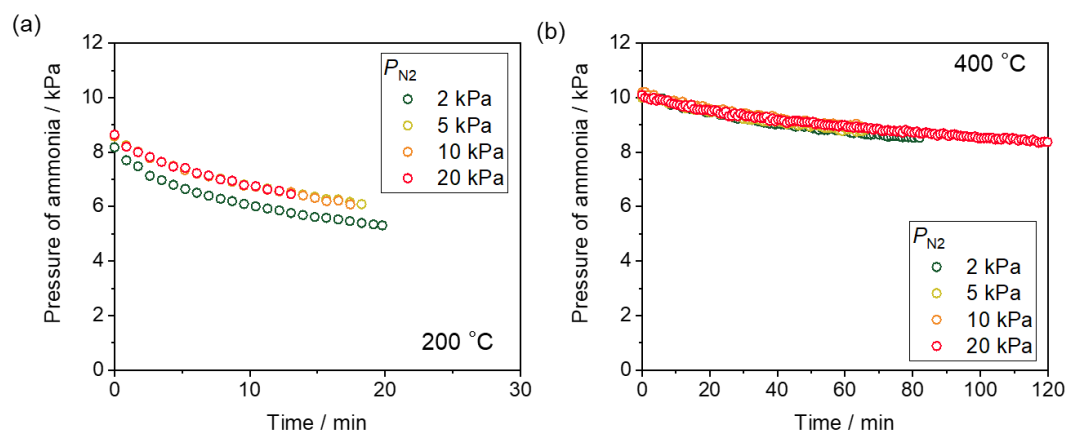 (a)
Pressure of ammonia / kPa
12
10
8
6
4
2
0
P_N2
2 kPa
5 kPa
10 kPa
20 kPa
200 °C
0 10 20 30
Time / min
(b)
Pressure of ammonia / kPa
12
10
8
6
4
2
0
400 °C
P_N2
2 kPa
5 kPa
10 kPa
20 kPa
0 20 40 60 80 100 120
Time / min